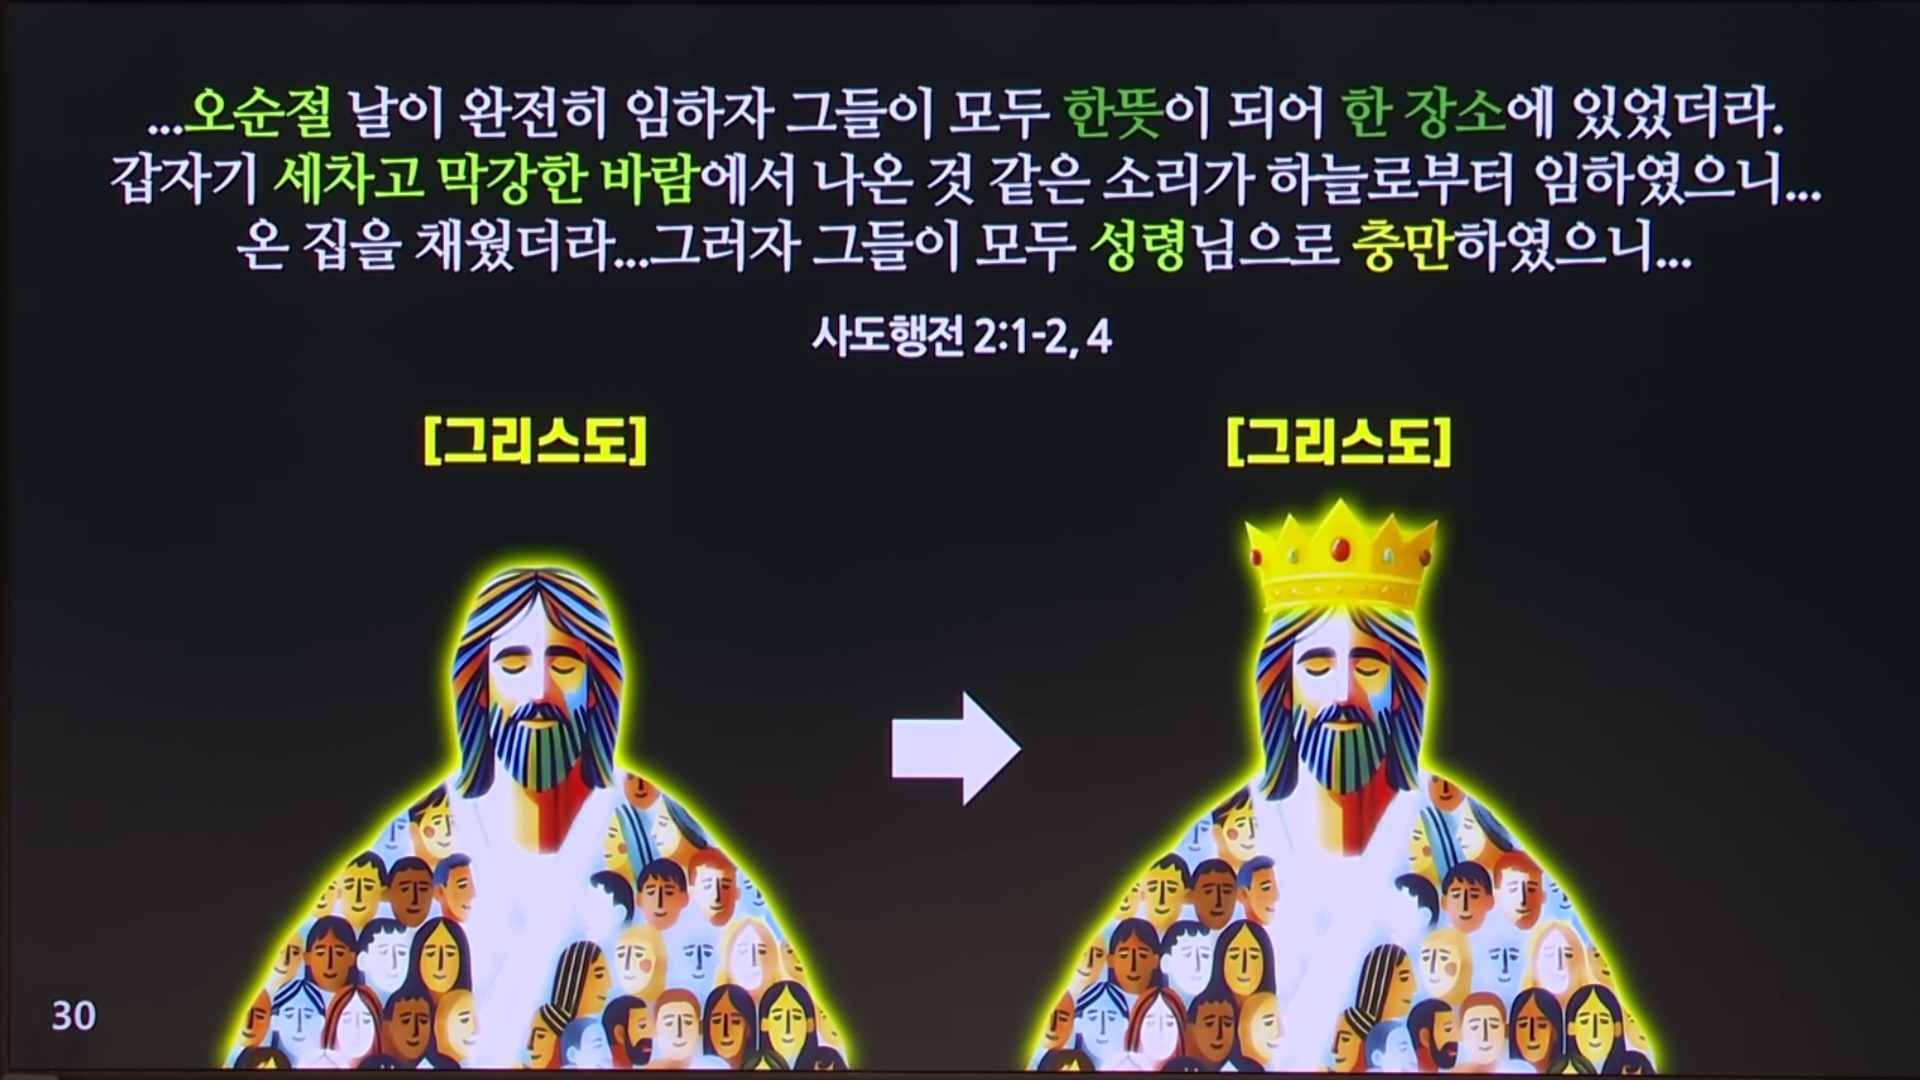 ...오순절 날이 완전히 임하자 그들이 모두 한뜻이 되어 한 장소에 있었더라.
갑자기 세차고 막강한 바람에서 나온 것 같은 소리가 하늘로부터 임하였으니...
온 집을 채웠더라...그러자 그들이 모두 성령님으로 충만하였으니...
사도행전 2:1-2, 4
[그리스도]
[그리스도]
30